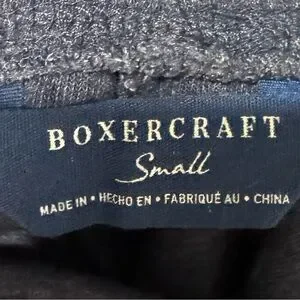 BOXERCRAFT
Small
MADE IN • HECHO EN • FABRIQUÉ AU • CHINA